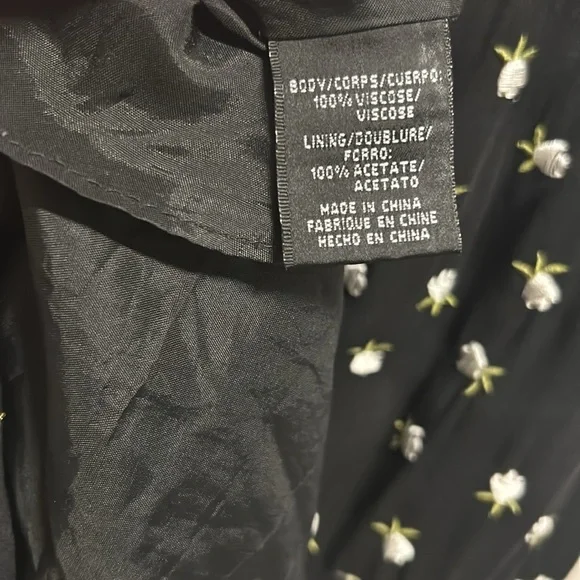 BODY/CORPS/CUERPO:
100% VISCOSE/
VISCOSE
LINING/DOUBLURE/
FORRO:
100% ACETATE/
ACETATO
MADE IN CHINA
FABRIQUE EN CHINE
HECHO EN CHINA